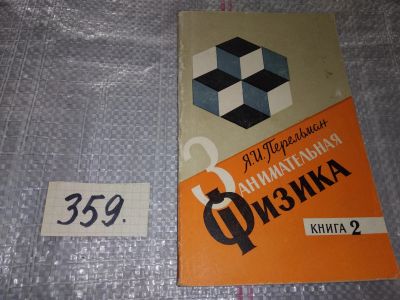 359.
Я.И. Перельман
Занимательная
Физика
КНИГА 2